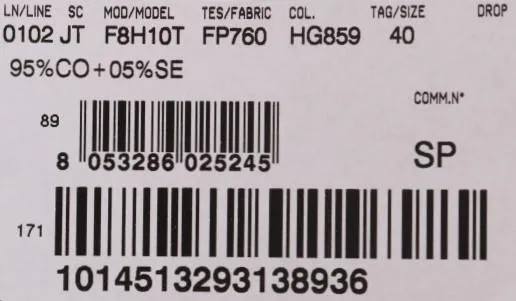 LN/LINE SC MOD/MODEL TES/FABRIC COL. TAG/SIZE DROP
0102 JT F8H10T FP760 HG859 40
95%CO+05%SE
COMM.N°
89
8 053286 025245
SP
171
1014513293138936